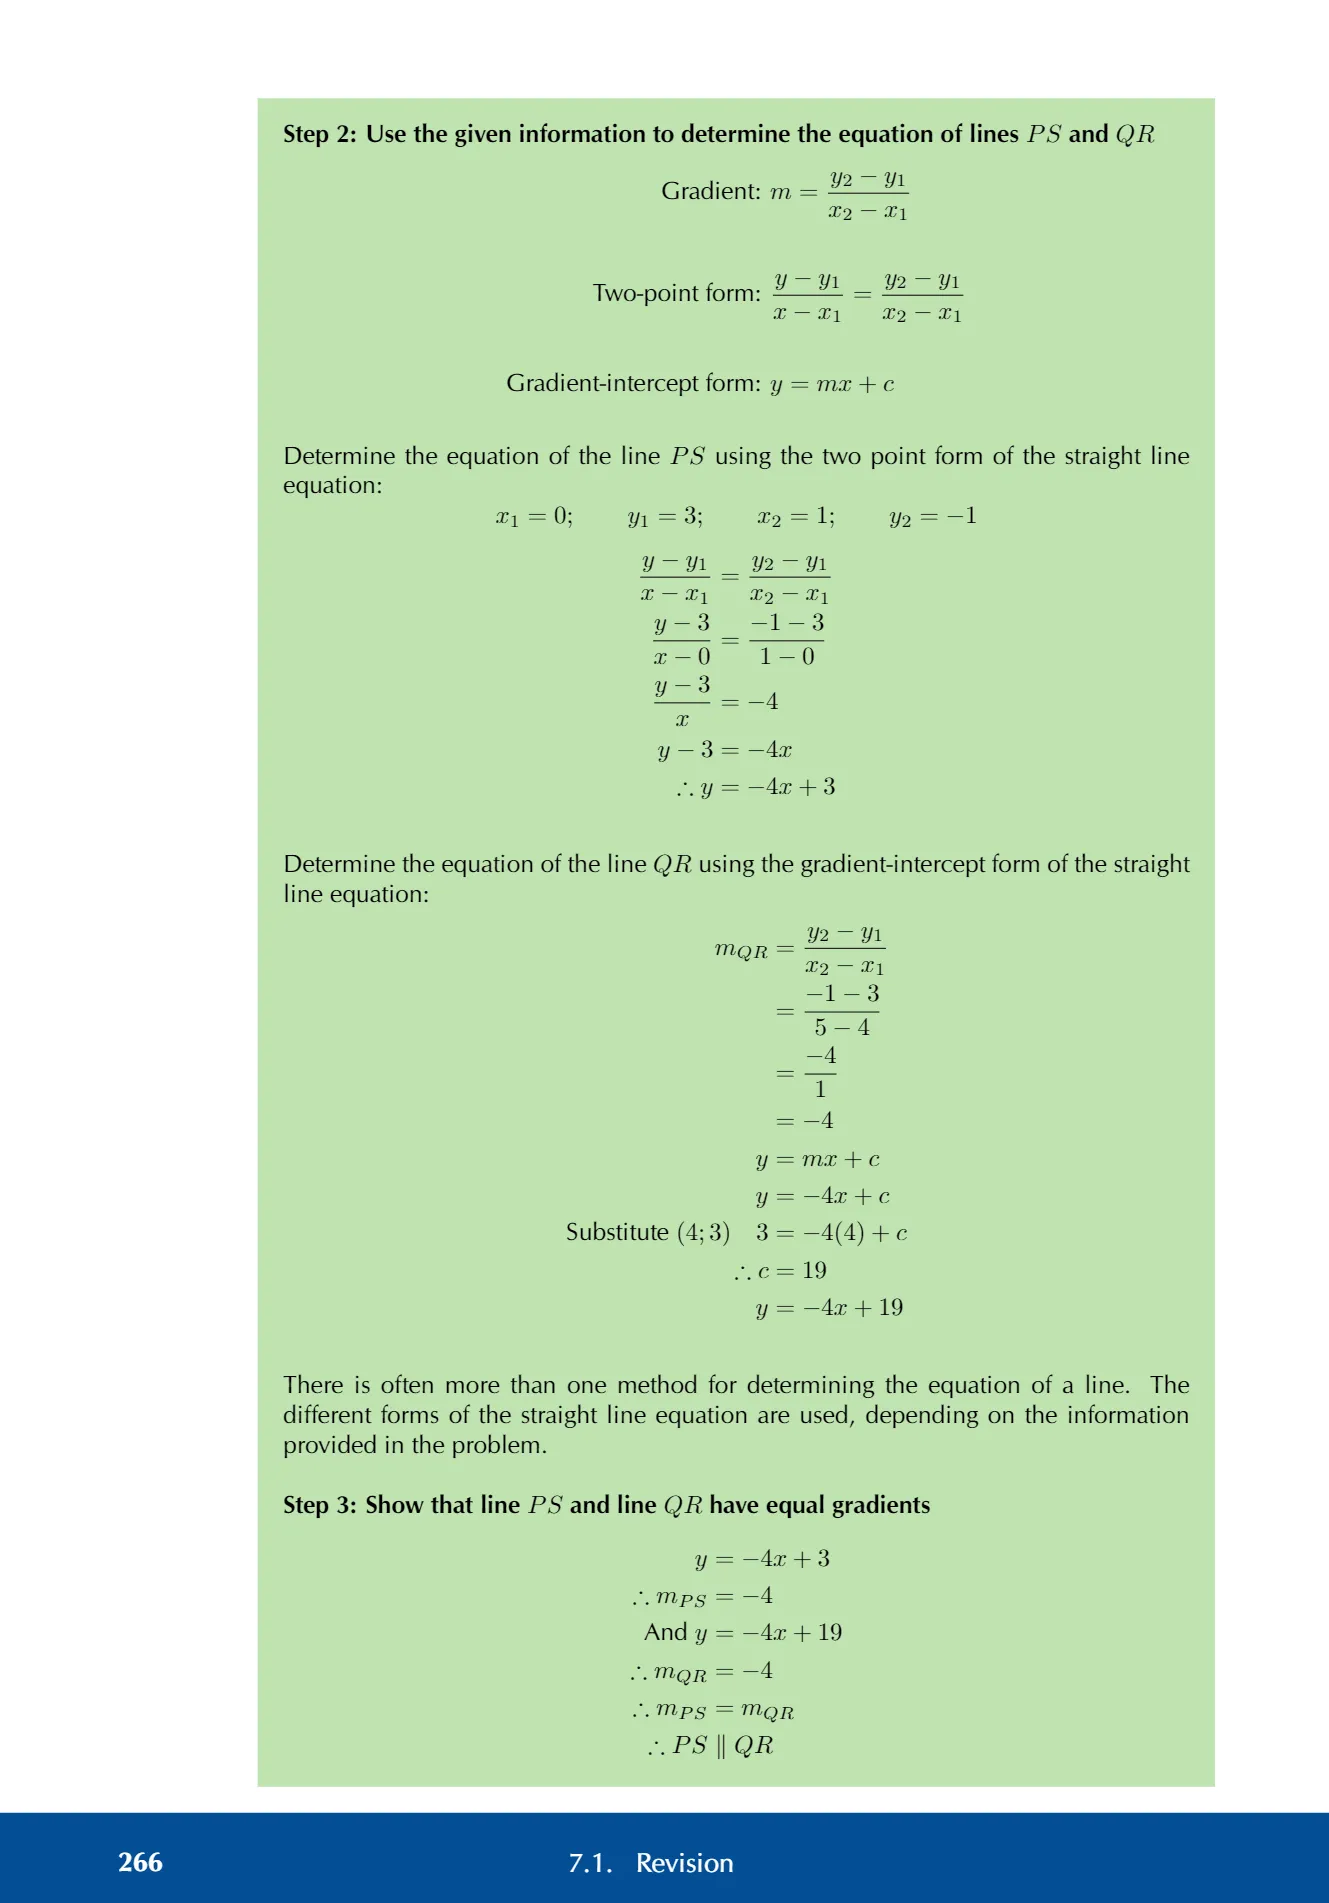 Step 2: Use the given information to determine the equation of lines PS and QR
Gradient: m = \frac{y_2 - y_1}{x_2 - x_1}
Two-point form: \frac{y - y_1}{x - x_1} = \frac{y_2 - y_1}{x_2 - x_1}
Gradient-intercept form: y = mx + c
Determine the equation of the line PS using the two point form of the straight line
equation:
x_1 = 0; y_1 = 3; x_2 = 1; y_2 = −1
\frac{y - y_1}{x - x_1} = \frac{y_2 - y_1}{x_2 - x_1}
\frac{y - 3}{x - 0} = \frac{-1 - 3}{1 - 0}
\frac{y - 3}{x} = −4
y − 3 = −4x
∴ y = −4x + 3
Determine the equation of the line QR using the gradient-intercept form of the straight
line equation:
m_{QR} = \frac{y_2 - y_1}{x_2 - x_1}
= \frac{-1 - 3}{5 - 4}
= \frac{-4}{1}
= −4
y = mx + c
y = −4x + c
Substitute (4; 3) 3 = −4(4) + c
∴ c = 19
y = −4x + 19
There is often more than one method for determining the equation of a line. The
different forms of the straight line equation are used, depending on the information
provided in the problem.
Step 3: Show that line PS and line QR have equal gradients
y = −4x + 3
∴ m_{PS} = −4
And y = −4x + 19
∴ m_{QR} = −4
∴ m_{PS} = m_{QR}
∴ PS ∥ QR
266 7.1. Revision